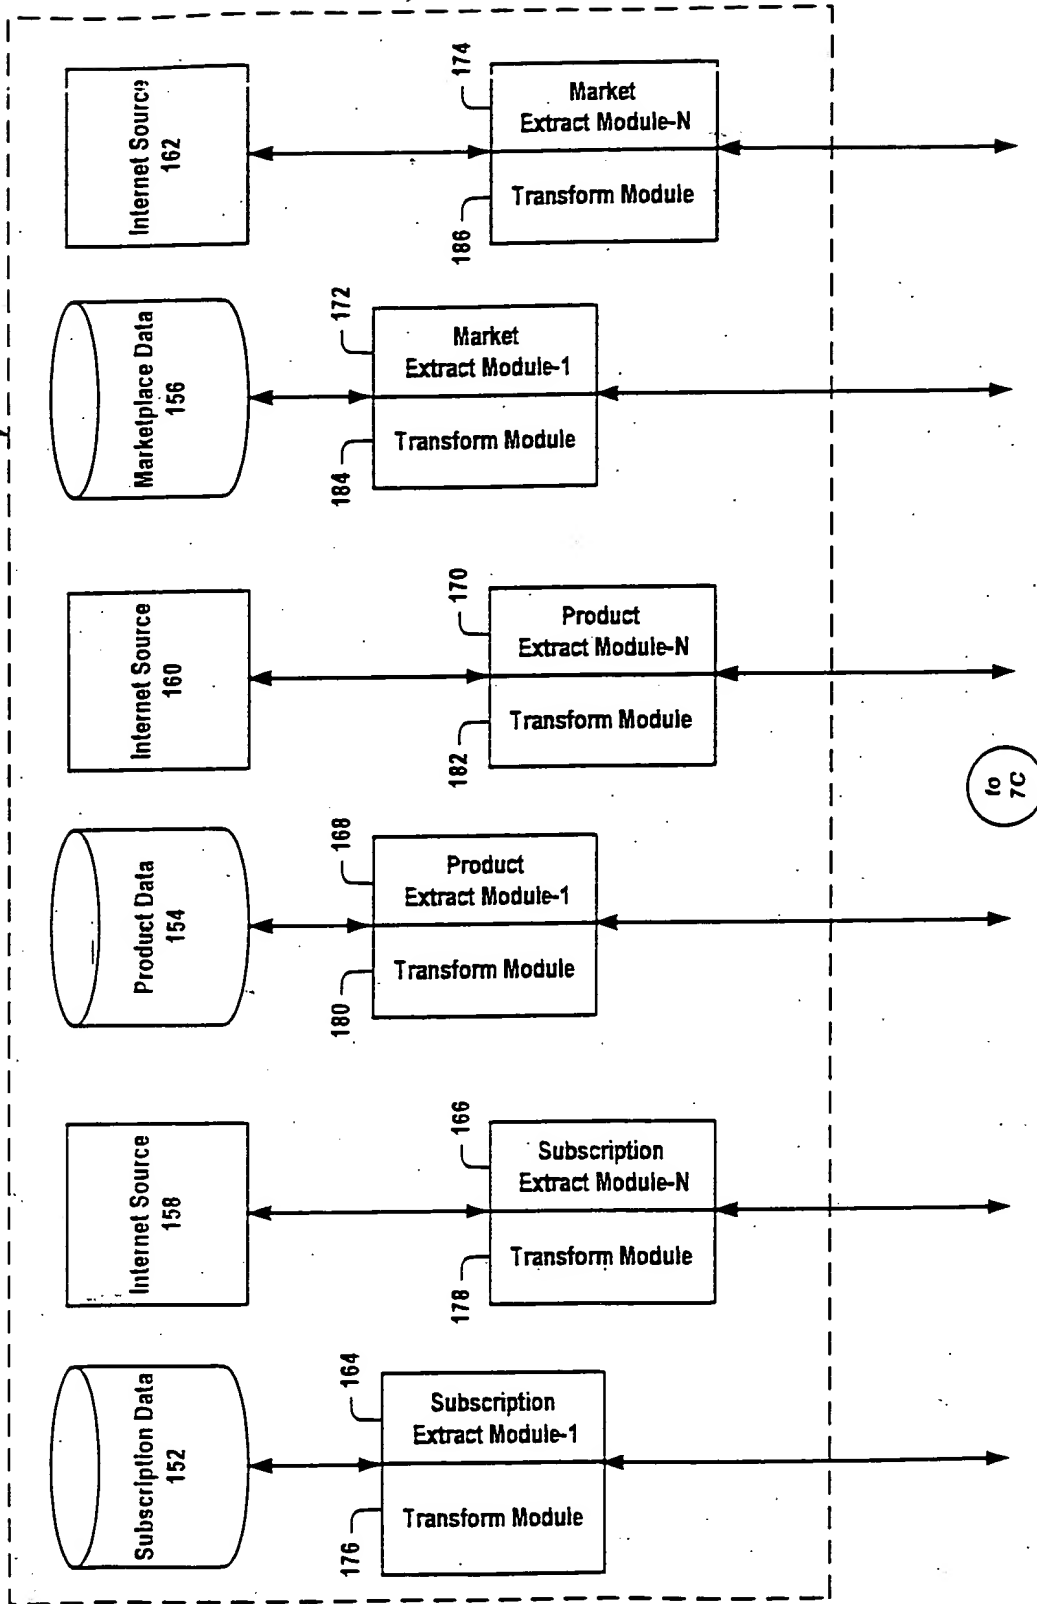 Internet Source
162
174
Market
Extract Module-N
Transform Module
186
Marketplace Data
156
172
Market
Extract Module-1
Transform Module
184
Internet Source
160
170
Product
Extract Module-N
Transform Module
182
Product Data
154
168
Product
Extract Module-1
Transform Module
180
Internet Source
158
166
Subscription
Extract Module-N
Transform Module
178
Subscription Data
152
164
Subscription
Extract Module-1
Transform Module
176
to
7C